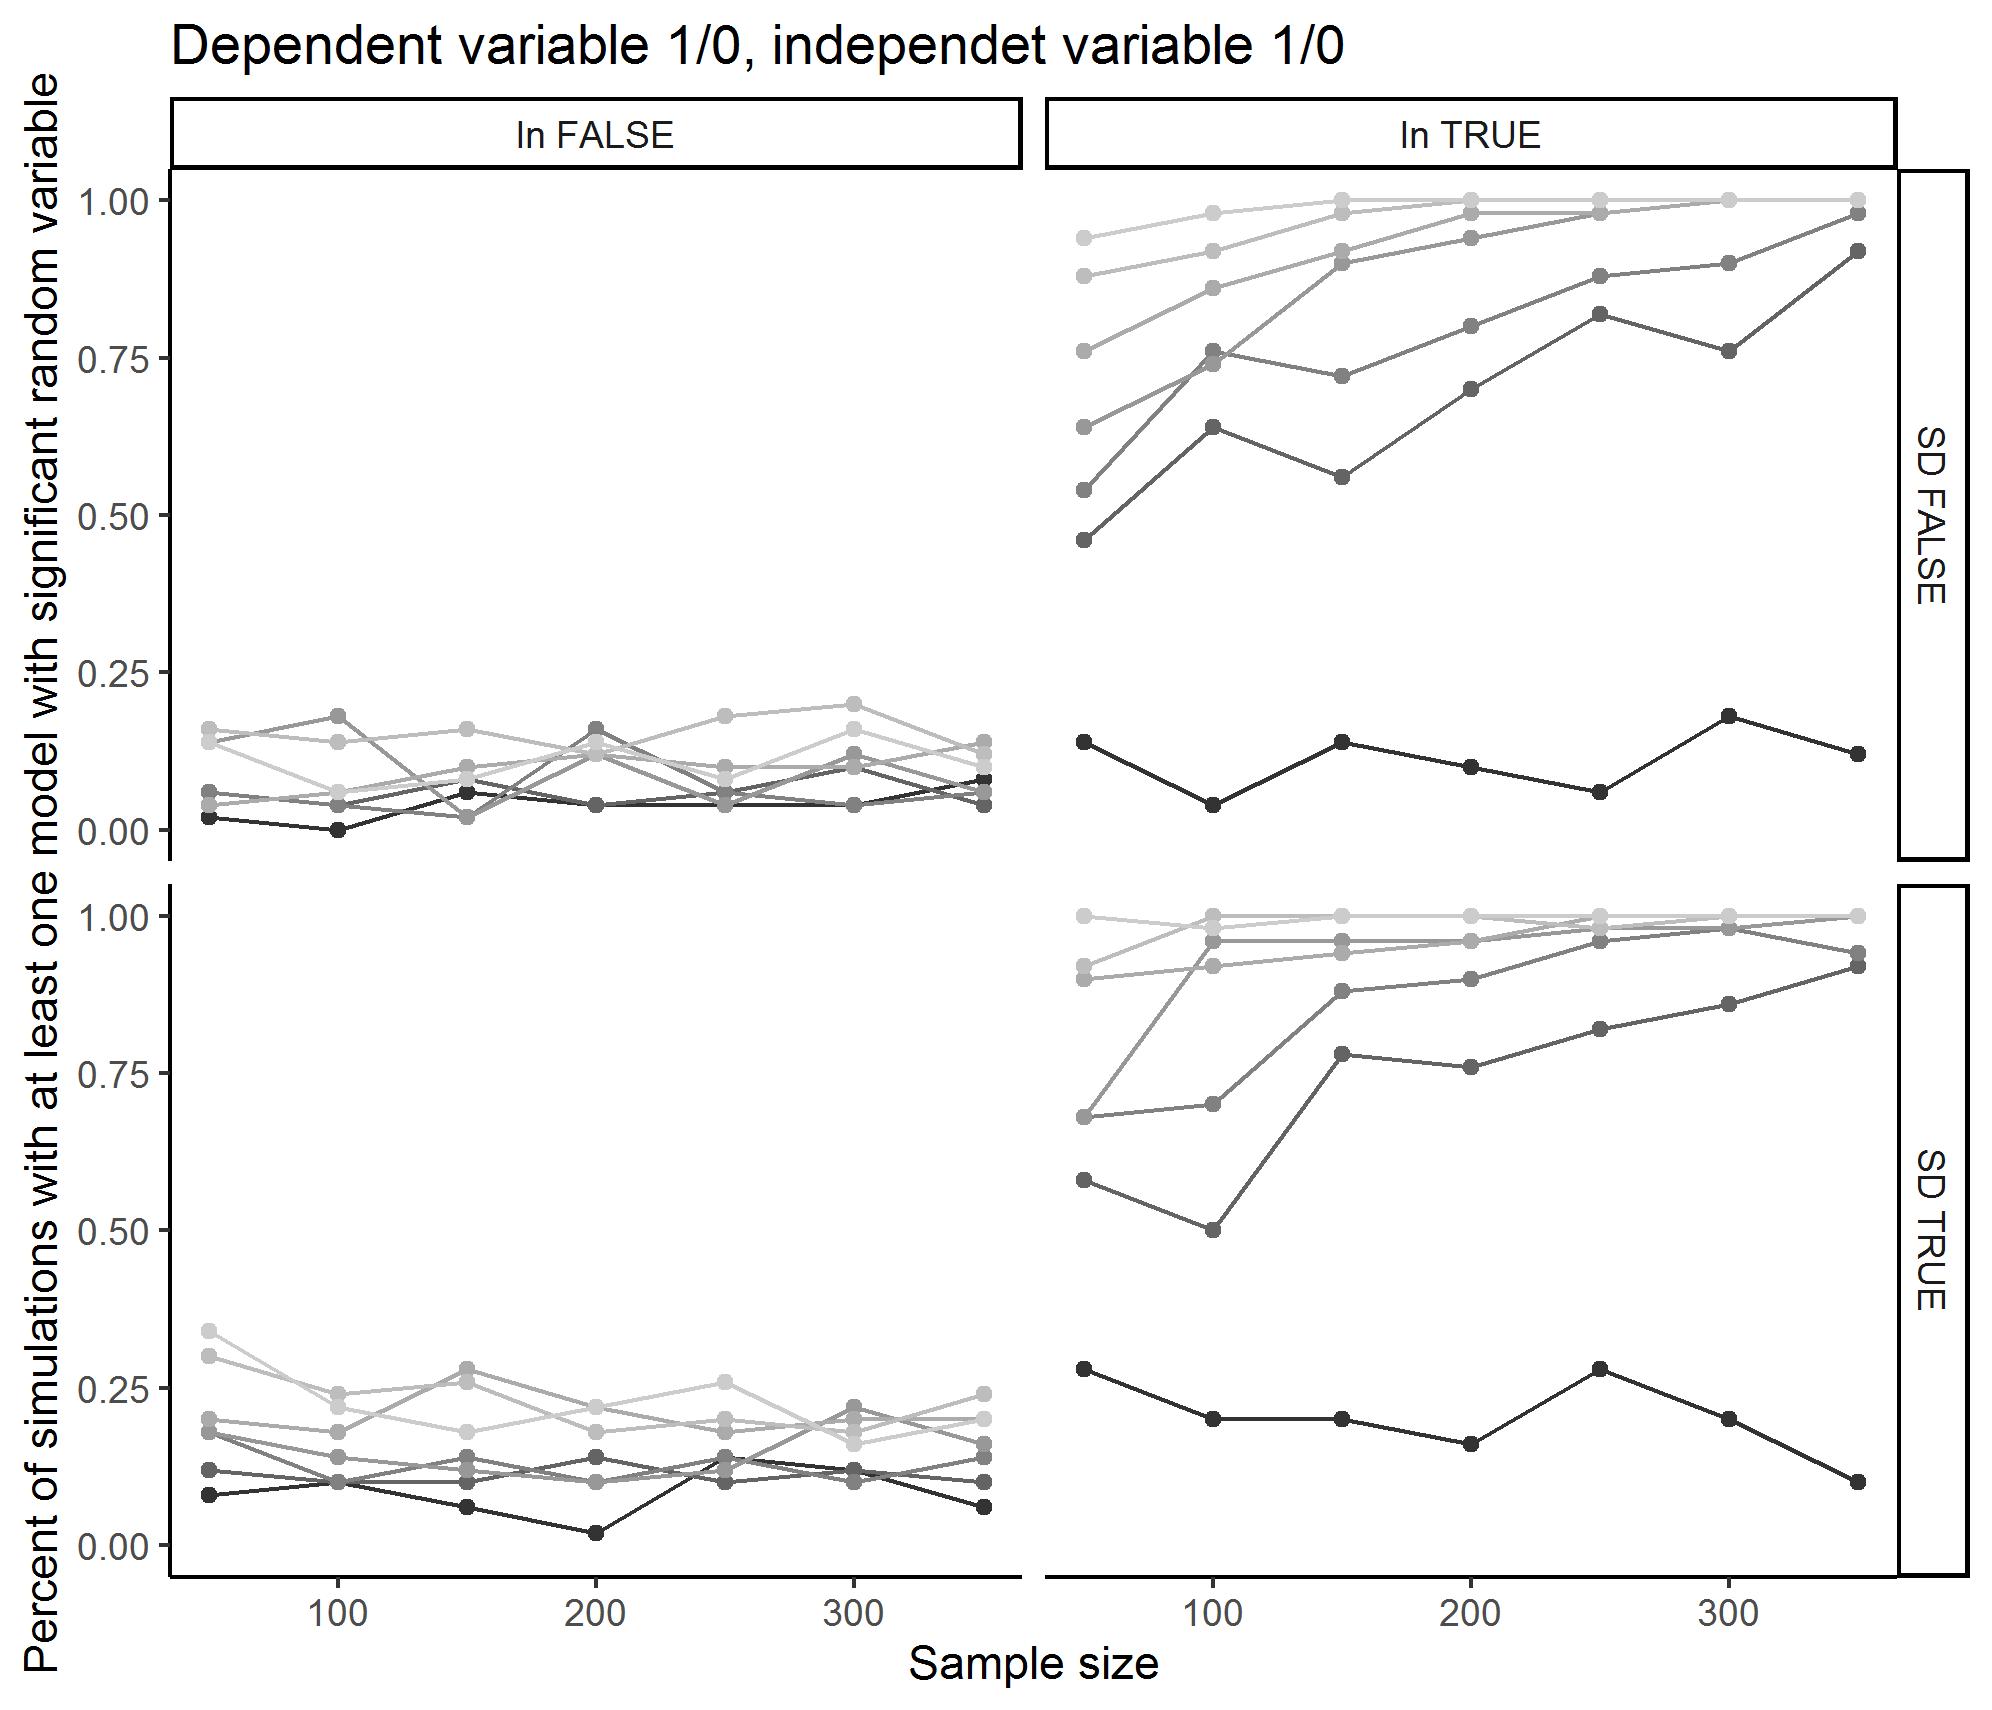 Dependent variable 1/0, independet variable 1/0
In FALSE
In TRUE
Percent of simulations with at least one model with significant random variable
1.00
0.75
0.50
0.25
0.00
SD FALSE
1.00
0.75
0.50
0.25
0.00
SD TRUE
100
200
300
100
200
300
Sample size